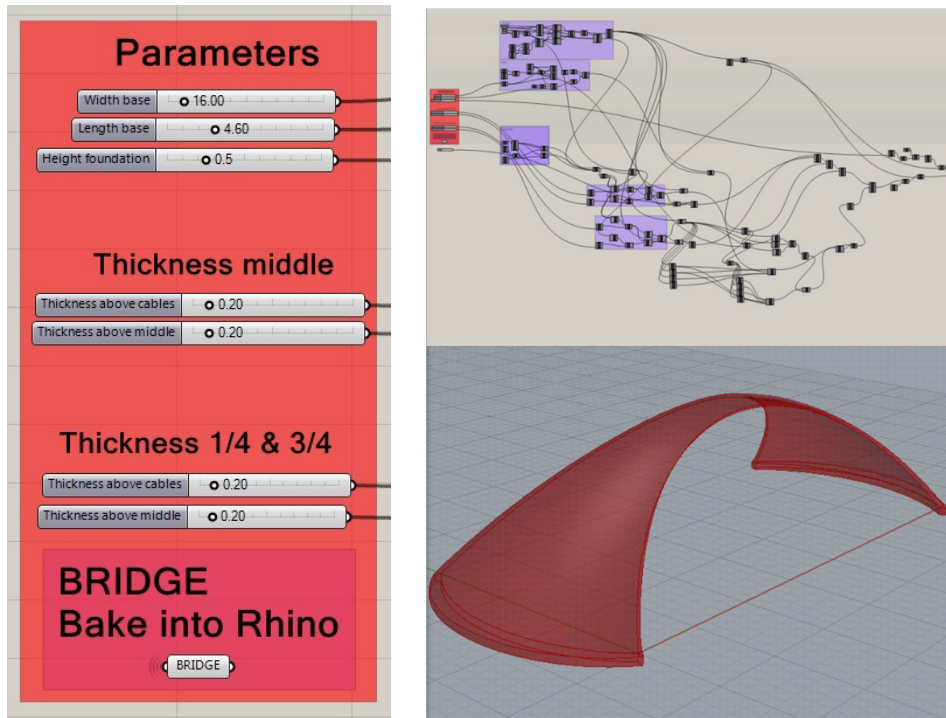 Parameters
Width base 16.00
Length base 4.60
Height foundation 0.5
Thickness middle
Thickness above cables 0.20
Thickness above middle 0.20
Thickness 1/4 & 3/4
Thickness above cables 0.20
Thickness above middle 0.20
BRIDGE
Bake into Rhino
BRIDGE